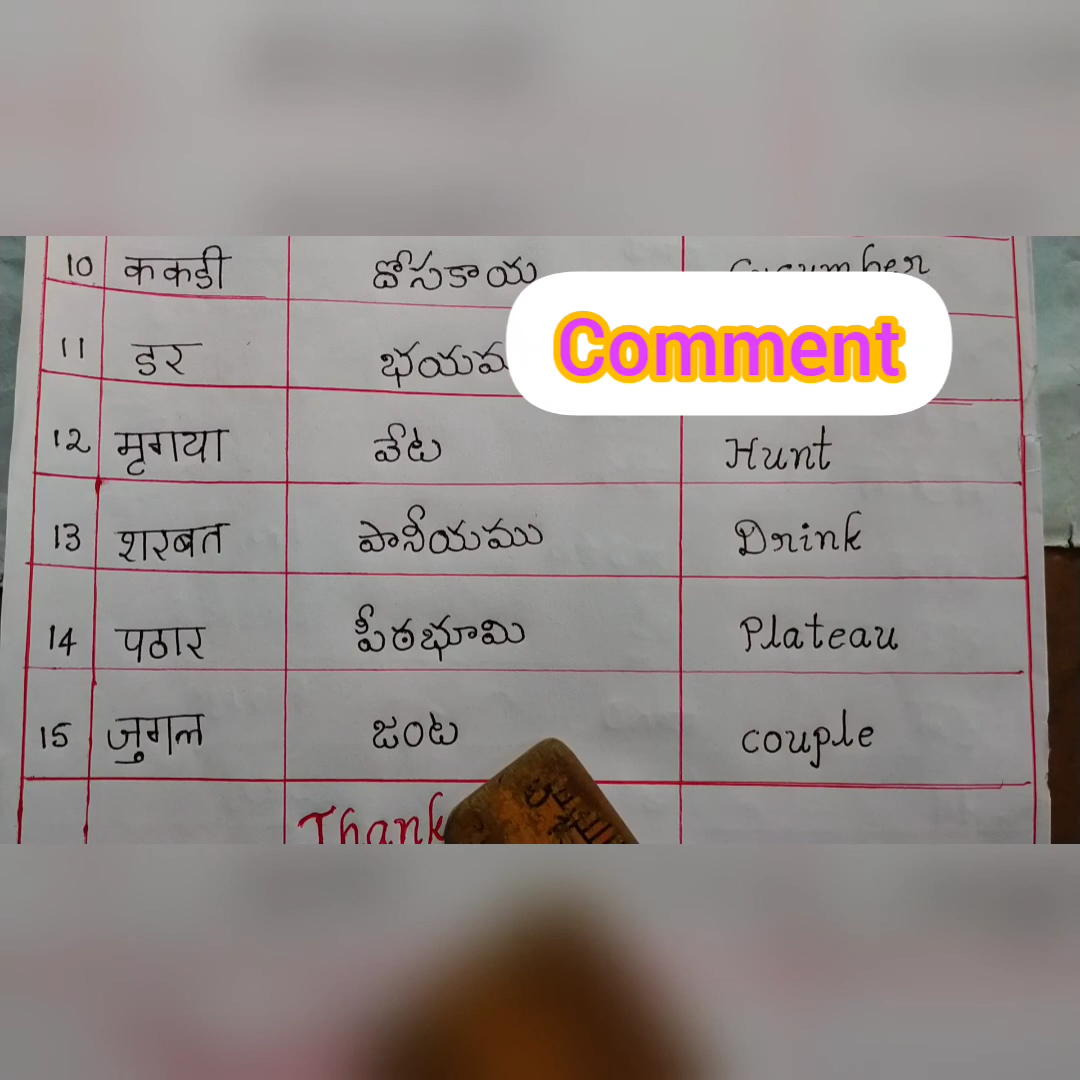 10 ककडी దోసకాయ Cucumber
Comment
11 डर
12 मृगया వేట Hunt
13 शरबत పానీయము Drink
14 पठार పీఠభూమి Plateau
15 जुगल జంట couple
Thank